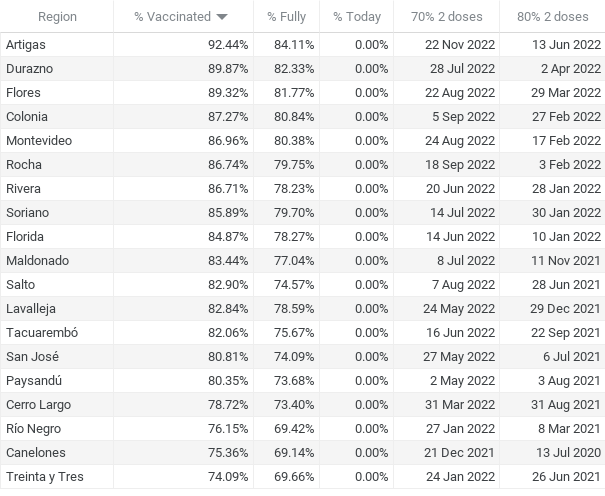 Region % Vaccinated % Fully % Today 70% 2 doses 80% 2 doses
Artigas 92.44% 84.11% 0.00% 22 Nov 2022 13 Jun 2022
Durazno 89.87% 82.33% 0.00% 28 Jul 2022 2 Apr 2022
Flores 89.32% 81.77% 0.00% 22 Aug 2022 29 Mar 2022
Colonia 87.27% 80.84% 0.00% 5 Sep 2022 27 Feb 2022
Montevideo 86.96% 80.38% 0.00% 24 Aug 2022 17 Feb 2022
Rocha 86.74% 79.75% 0.00% 18 Sep 2022 3 Feb 2022
Rivera 86.71% 78.23% 0.00% 20 Jun 2022 28 Jan 2022
Soriano 85.89% 79.70% 0.00% 14 Jul 2022 30 Jan 2022
Florida 84.87% 78.27% 0.00% 14 Jun 2022 10 Jan 2022
Maldonado 83.44% 77.04% 0.00% 8 Jul 2022 11 Nov 2021
Salto 82.90% 74.57% 0.00% 7 Aug 2022 28 Jun 2021
Lavalleja 82.84% 78.59% 0.00% 24 May 2022 29 Dec 2021
Tacuarembó 82.06% 75.67% 0.00% 16 Jun 2022 22 Sep 2021
San José 80.81% 74.09% 0.00% 27 May 2022 6 Jul 2021
Paysandú 80.35% 73.68% 0.00% 2 May 2022 3 Aug 2021
Cerro Largo 78.72% 73.40% 0.00% 31 Mar 2022 31 Aug 2021
Río Negro 76.15% 69.42% 0.00% 27 Jan 2022 8 Mar 2021
Canelones 75.36% 69.14% 0.00% 21 Dec 2021 13 Jul 2020
Treinta y Tres 74.09% 69.66% 0.00% 24 Jan 2022 26 Jun 2021